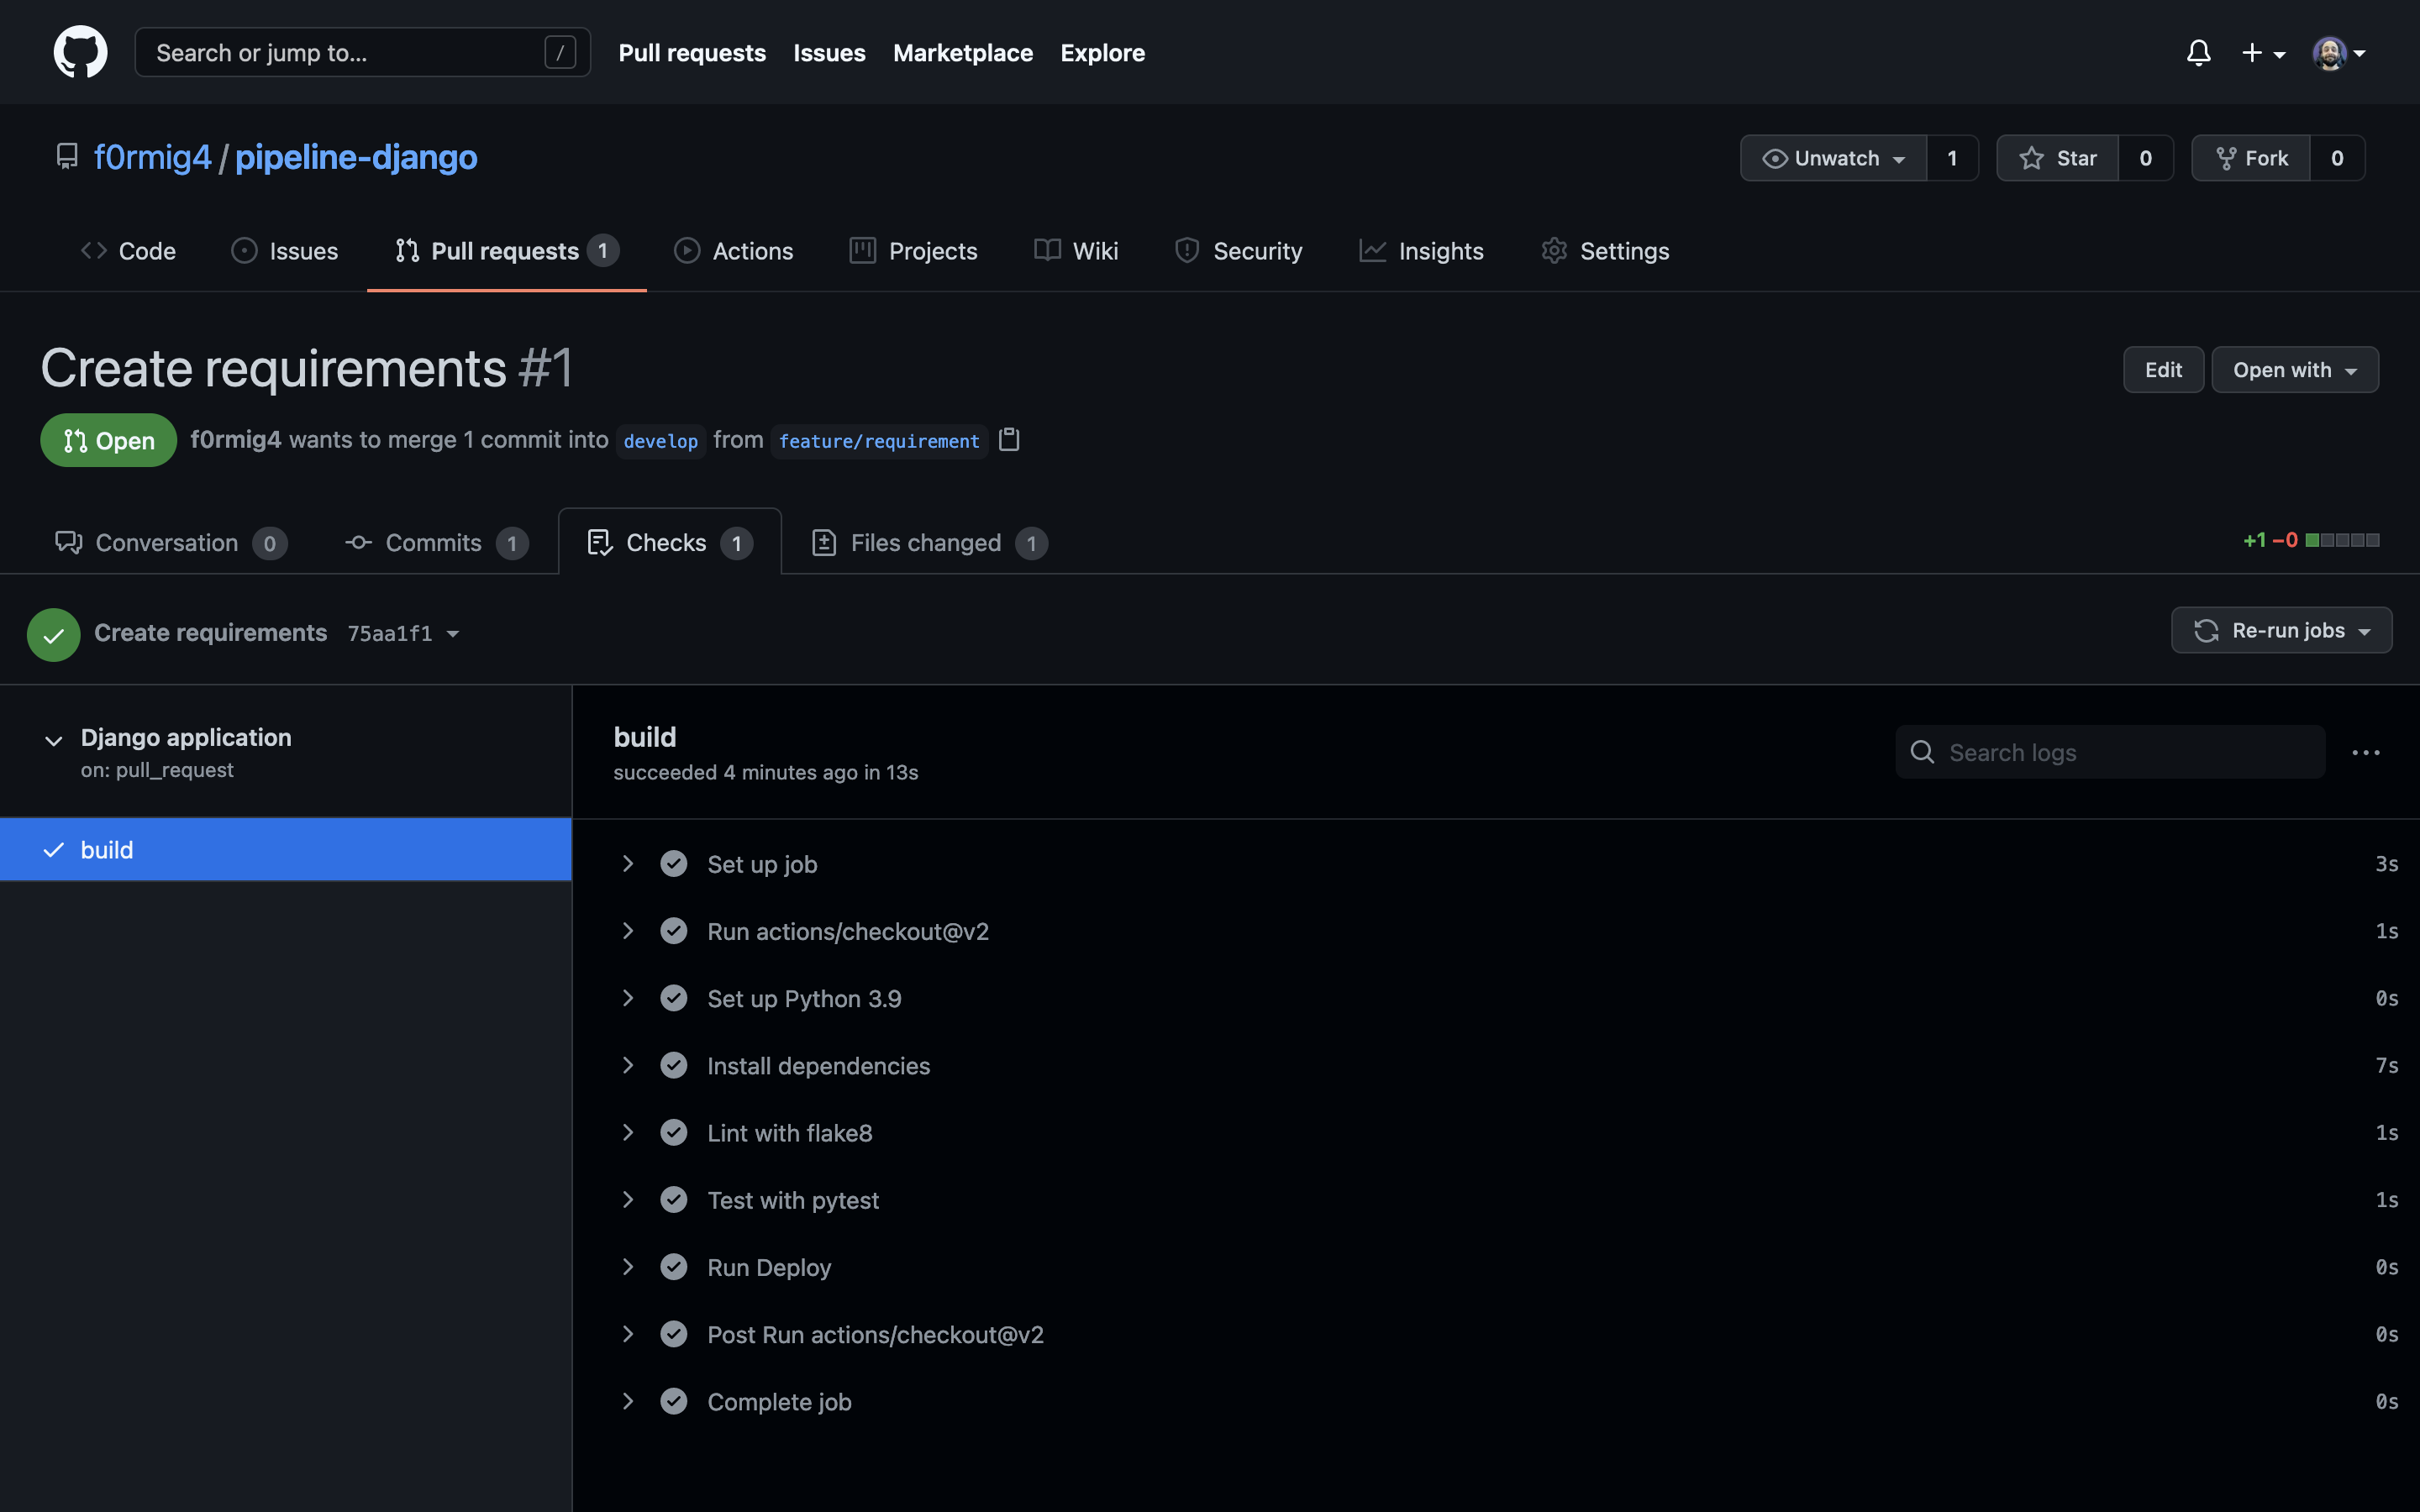 Search or jump to... / Pull requests Issues Marketplace Explore
f0rmig4 / pipeline-django Unwatch 1 Star 0 Fork 0
Code Issues Pull requests 1 Actions Projects Wiki Security Insights Settings
Create requirements #1 Edit Open with
Open f0rmig4 wants to merge 1 commit into develop from feature/requirement
Conversation 0 Commits 1 Checks 1 Files changed 1 +1 −0
Create requirements 75aa1f1 Re-run jobs
Django application
on: pull_request
build
build
succeeded 4 minutes ago in 13s
Search logs
Set up job 3s
Run actions/checkout@v2 1s
Set up Python 3.9 0s
Install dependencies 7s
Lint with flake8 1s
Test with pytest 1s
Run Deploy 0s
Post Run actions/checkout@v2 0s
Complete job 0s